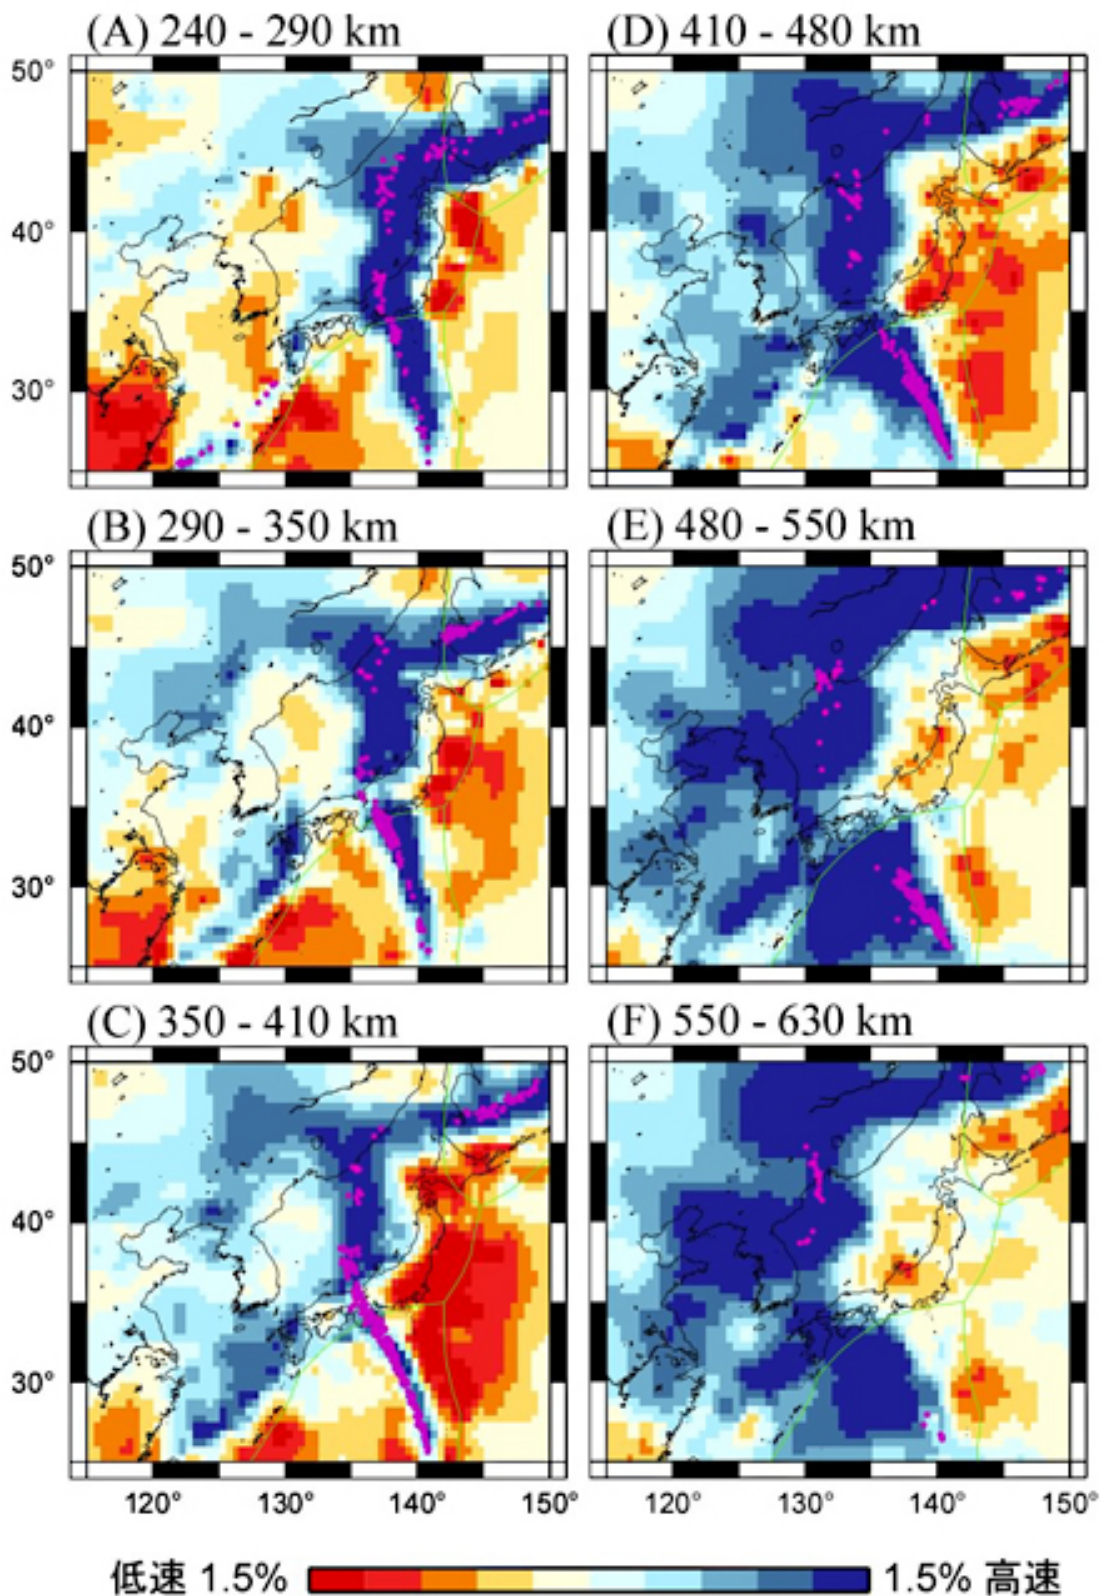 (A) 240 - 290 km
(D) 410 - 480 km
50°
40°
30°
(B) 290 - 350 km
(E) 480 - 550 km
50°
40°
30°
(C) 350 - 410 km
(F) 550 - 630 km
50°
40°
30°
120° 130° 140° 150° 120° 130° 140° 150°
低速 1.5% 1.5% 高速